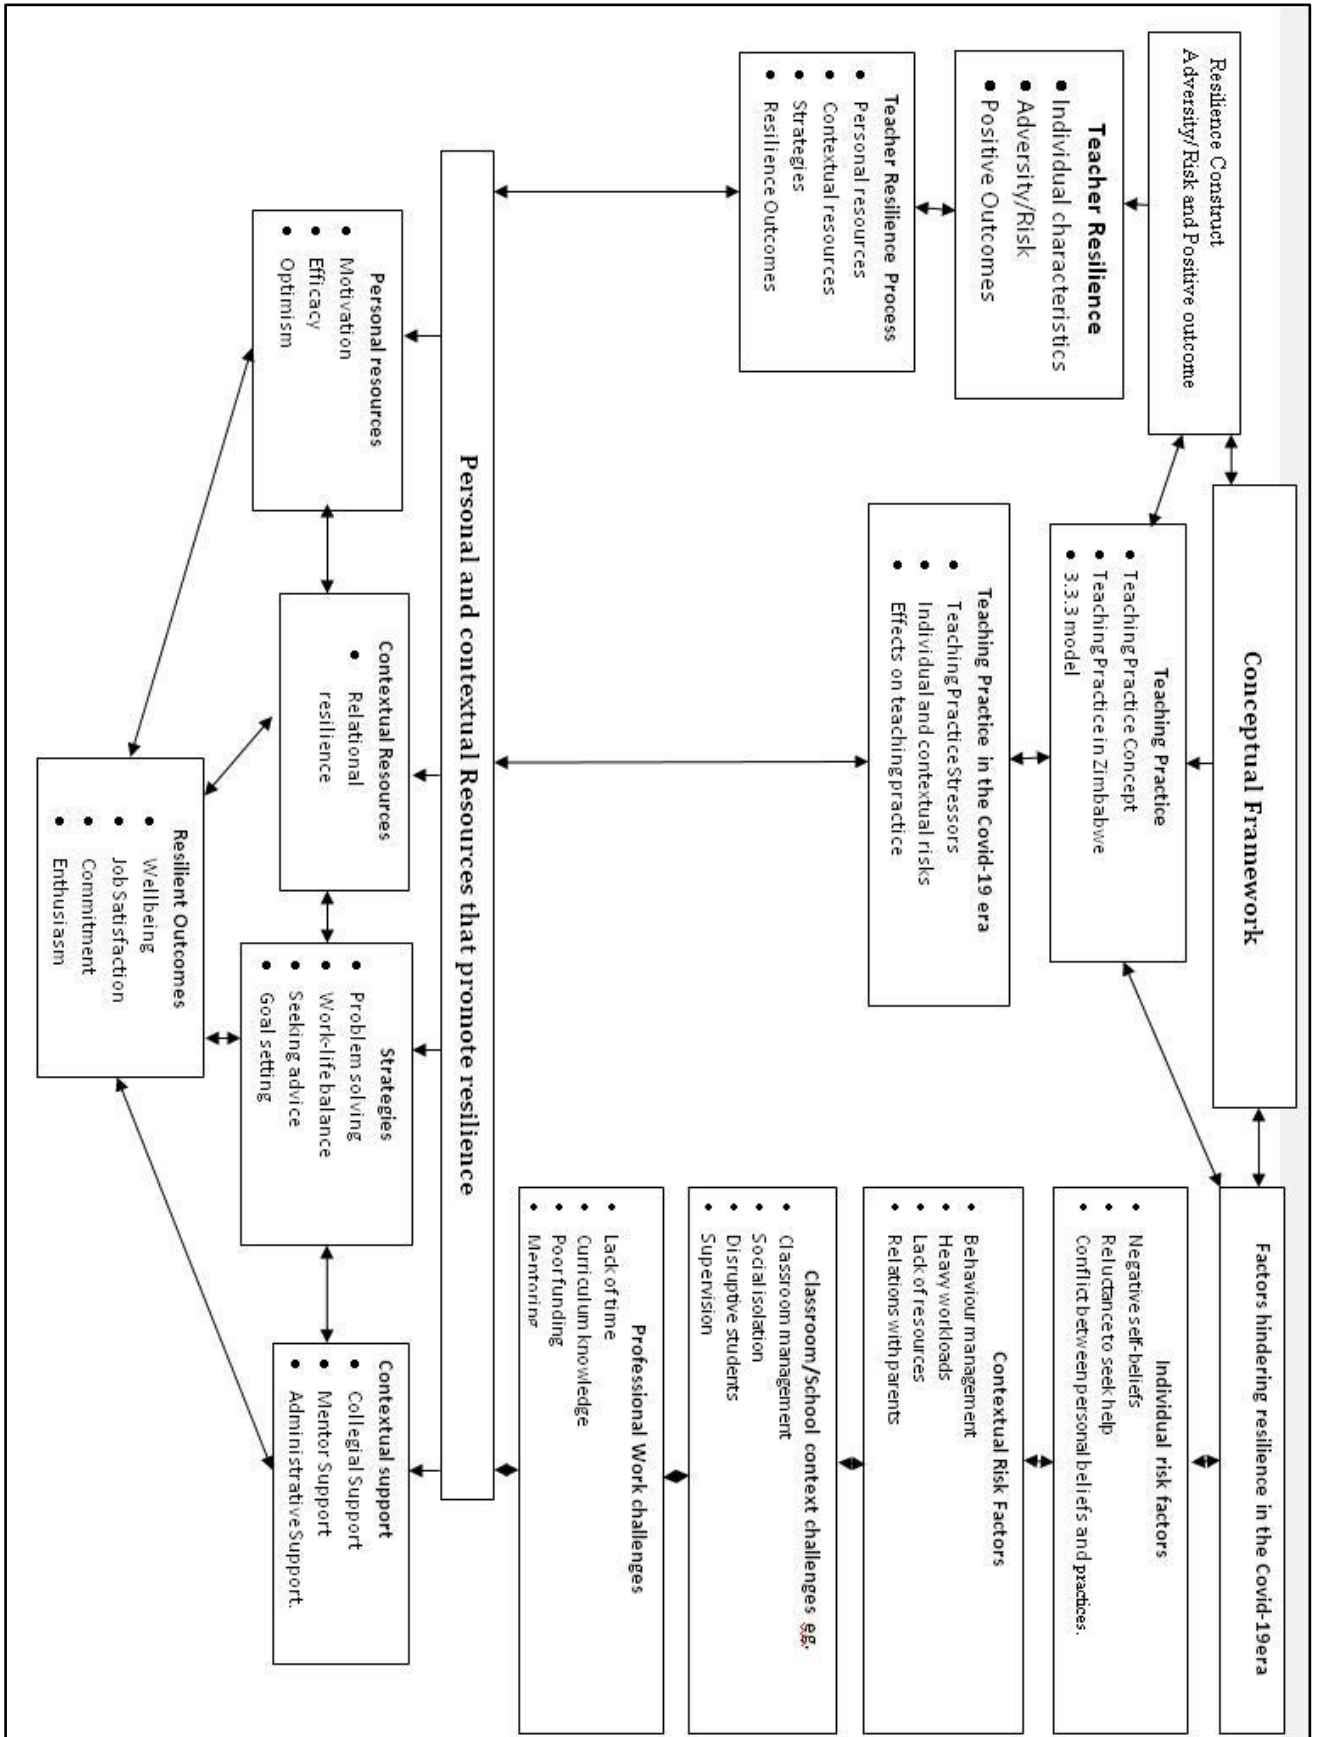 Conceptual Framework
Resilience Construct
Adversity/ Risk and Positive outcome
Teacher Resilience
● Individual characteristics
● Adversity/Risk
● Positive Outcomes
Teacher Resilience Process
● Personal resources
● Contextual resources
● Strategies
● Resilience Outcomes
Teaching Practice
● Teaching Practice Concept
● Teaching Practice in Zimbabwe
● 3.3.3 model
Teaching Practice in the Covid-19 era
● Teaching Practice Stressors
● Individual and contextual risks
● Effects on teaching practice
Factors hindering resilience in the Covid-19era
Individual risk factors
● Negative self-beliefs
● Reluctance to seek help
● Conflict between personal beliefs and practices.
Contextual Risk Factors
● Behaviour management
● Heavy workloads
● Lack of resources
● Relations with parents
Classroom/School context challenges eg.
● Classroom management
● Social isolation
● Disruptive students
● Supervision
Professional Work challenges
● Lack of time
● Curriculum knowledge
● Poor funding
● Mentoring
Personal and contextual Resources that promote resilience
Personal resources
● Motivation
● Efficacy
● Optimism
Contextual Resources
● Relational
resilience
Strategies
● Problem solving
● Work-life balance
● Seeking advice
● Goal setting
Contextual support
● Collegial Support
● Mentor Support
● Administrative Support.
Resilient Outcomes
● Wellbeing
● Job Satisfaction
● Commitment
● Enthusiasm